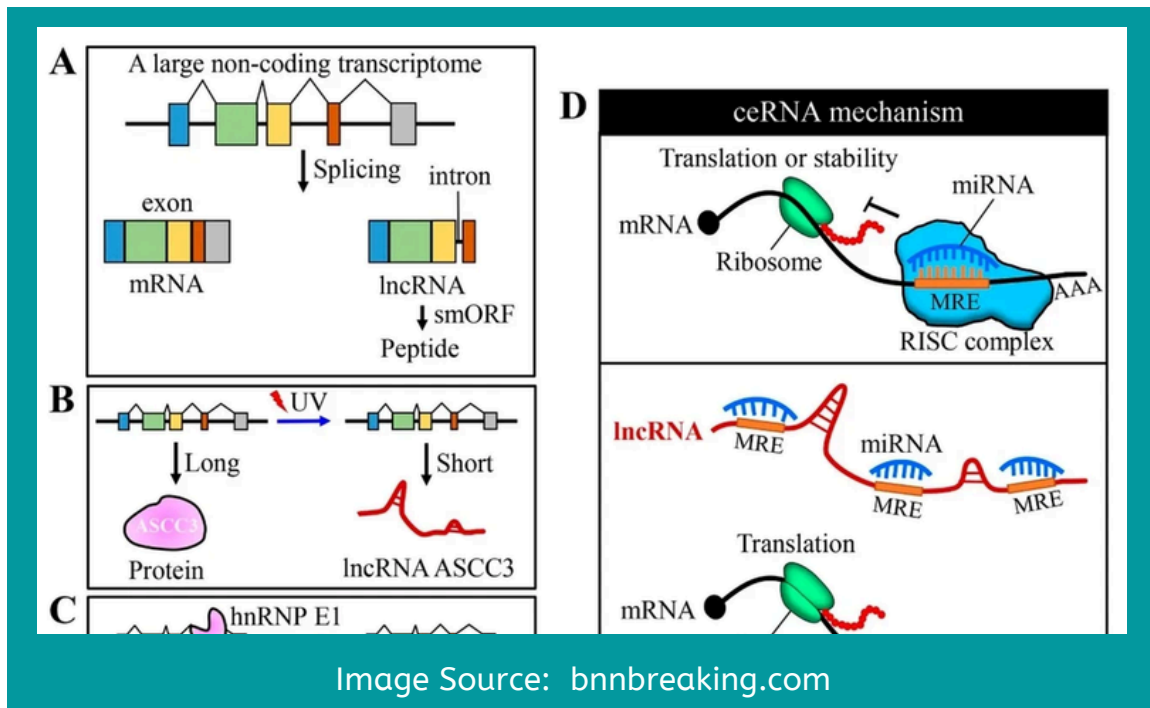 A
A large non-coding transcriptome
Splicing
intron
exon
mRNA
lncRNA
smORF
Peptide
B
UV
Long
Short
ASCC3
Protein
lncRNA ASCC3
C
hnRNP E1
D
ceRNA mechanism
Translation or stability
miRNA
mRNA
Ribosome
MRE
AAA
RISC complex
lncRNA
MRE
miRNA
MRE
MRE
Translation
mRNA
Image Source: bnnbreaking.com